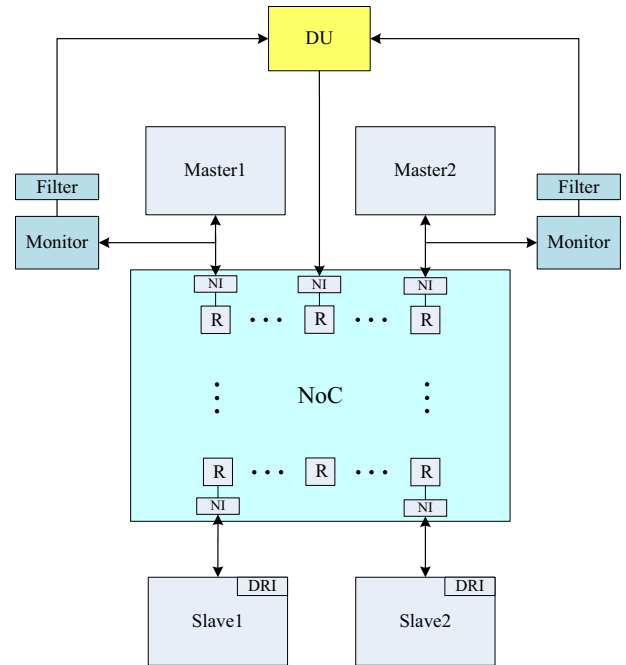 DU
Master1
Master2
Filter
Filter
Monitor
Monitor
NI
NI
NI
R
R
R
NoC
R
R
R
NI
NI
DRI
DRI
Slave1
Slave2